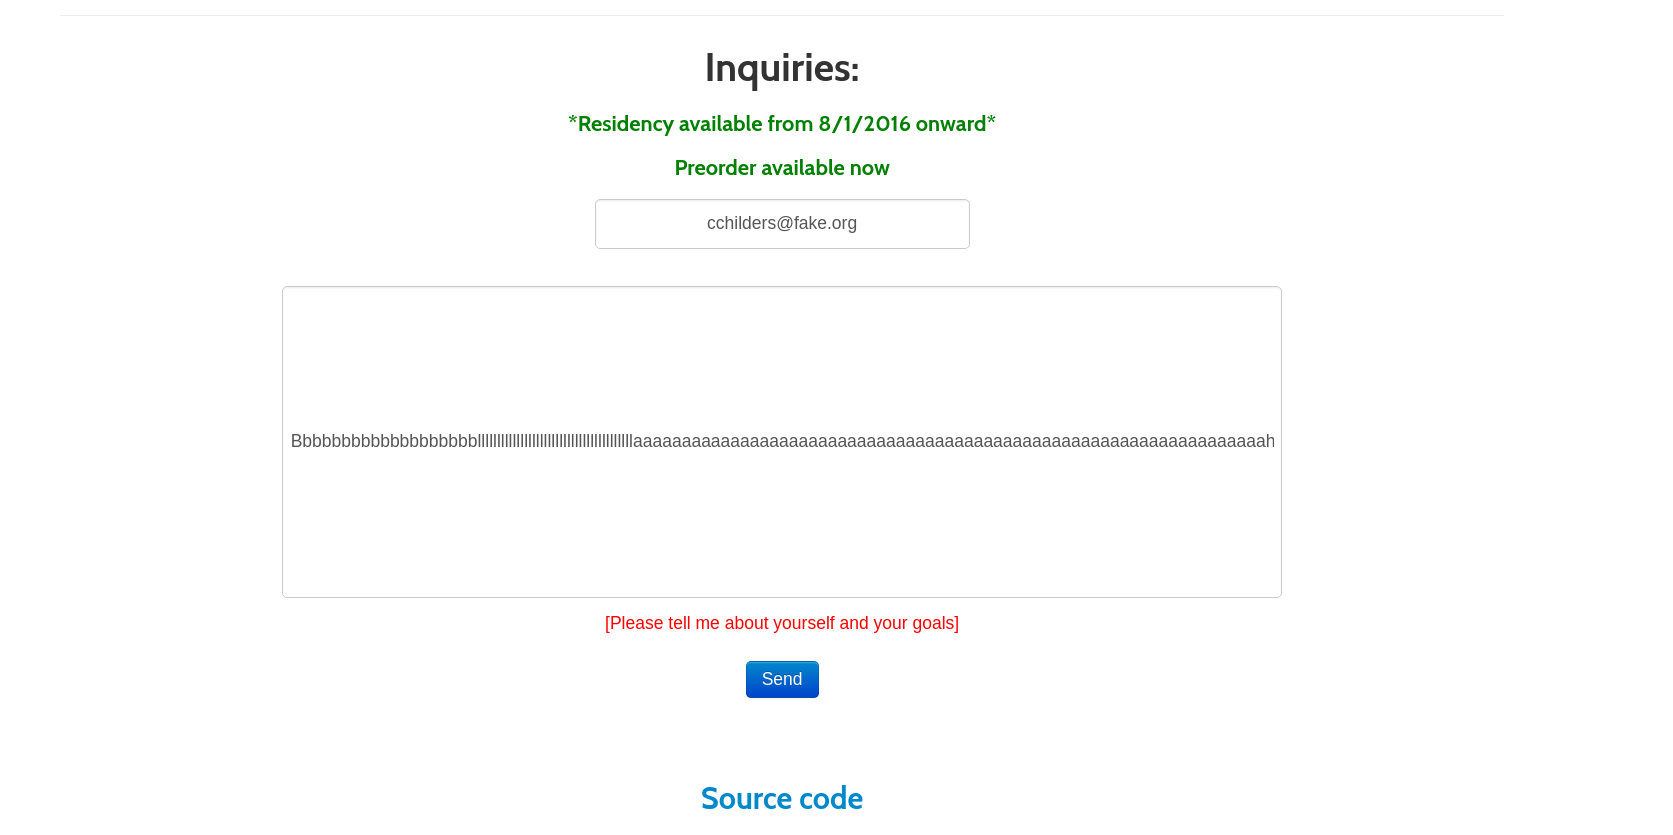 Inquiries:
*Residency available from 8/1/2016 onward*
Preorder available now
cchilders@fake.org
Bbbbbbbbbbbbbbbbbbbllllllllllllllllllllllllllllllllllllllllaaaaaaaaaaaaaaaaaaaaaaaaaaaaaaaaaaaaaaaaaaaaaaaaaaaaaaaaaaaaaaaaah
[Please tell me about yourself and your goals]
Send
Source code